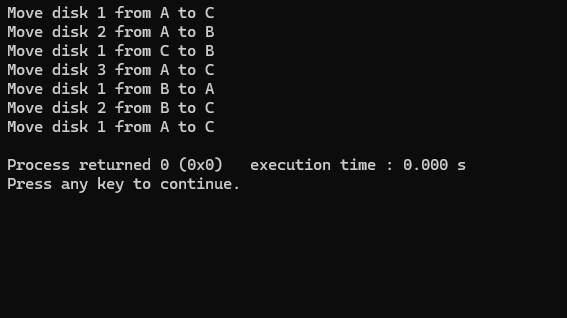 Move disk 1 from A to C
Move disk 2 from A to B
Move disk 1 from C to B
Move disk 3 from A to C
Move disk 1 from B to A
Move disk 2 from B to C
Move disk 1 from A to C
Process returned 0 (0x0)   execution time : 0.000 s
Press any key to continue.